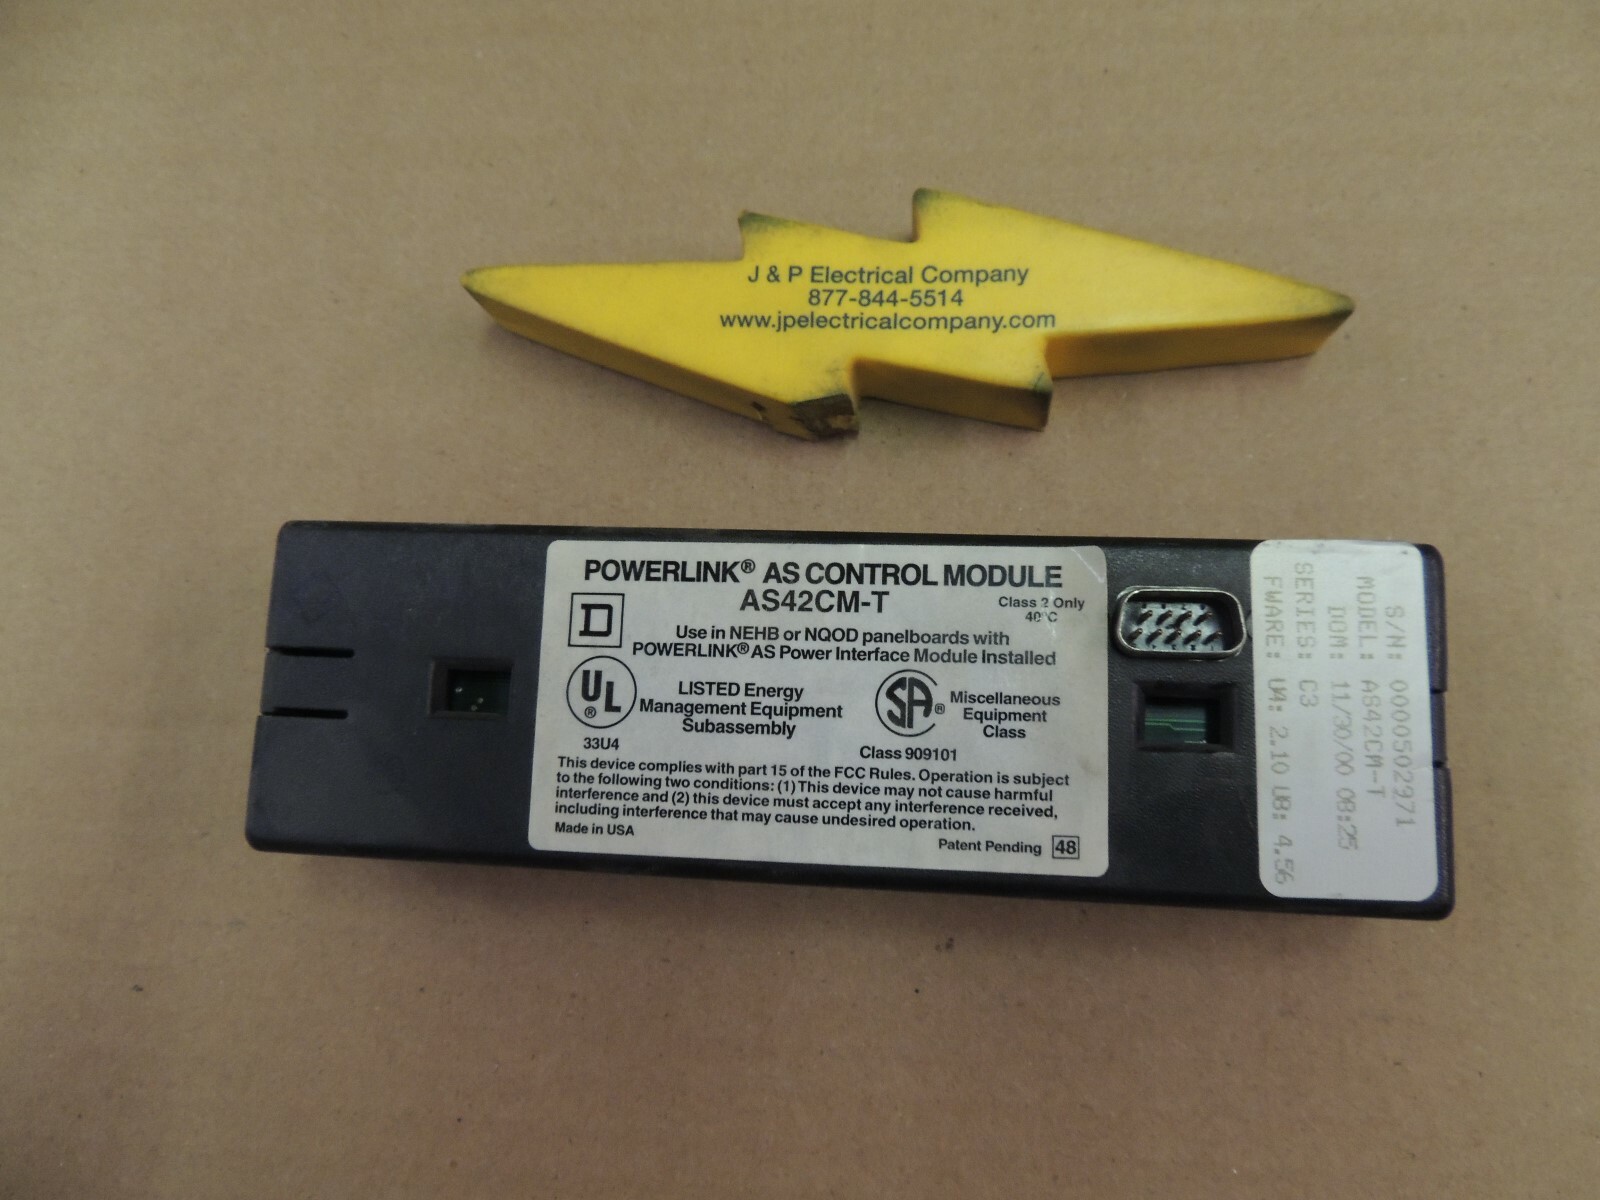 J & P Electrical Company
877-844-5514
www.jpelectricalcompany.com
POWERLINK® AS CONTROL MODULE
AS42CM-T
Class 2 Only
40°C
D
Use in NEHB or NQOD panelboards with
POWERLINK® AS Power Interface Module Installed
UL ®
33U4
LISTED Energy
Management Equipment
Subassembly
SA ®
Miscellaneous
Equipment
Class
Class 909101
This device complies with part 15 of the FCC Rules. Operation is subject
to the following two conditions: (1) This device may not cause harmful
interference and (2) this device must accept any interference received,
including interference that may cause undesired operation.
Made in USA
Patent Pending 48
S/N: 0000502971
MODEL: AS42CM-T
DOM: 11/30/00 08:25
SERIES: C3
FWARE: U4: 2.10 U8: 4.56